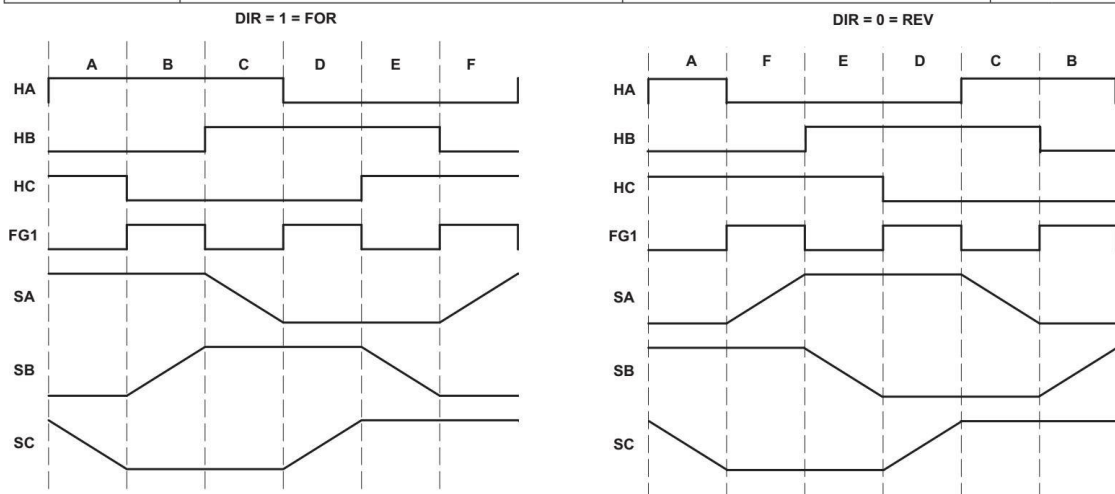 DIR = 1 = FOR
A B C D E F
HA
HB
HC
FG1
SA
SB
SC
DIR = 0 = REV
A F E D C B
HA
HB
HC
FG1
SA
SB
SC